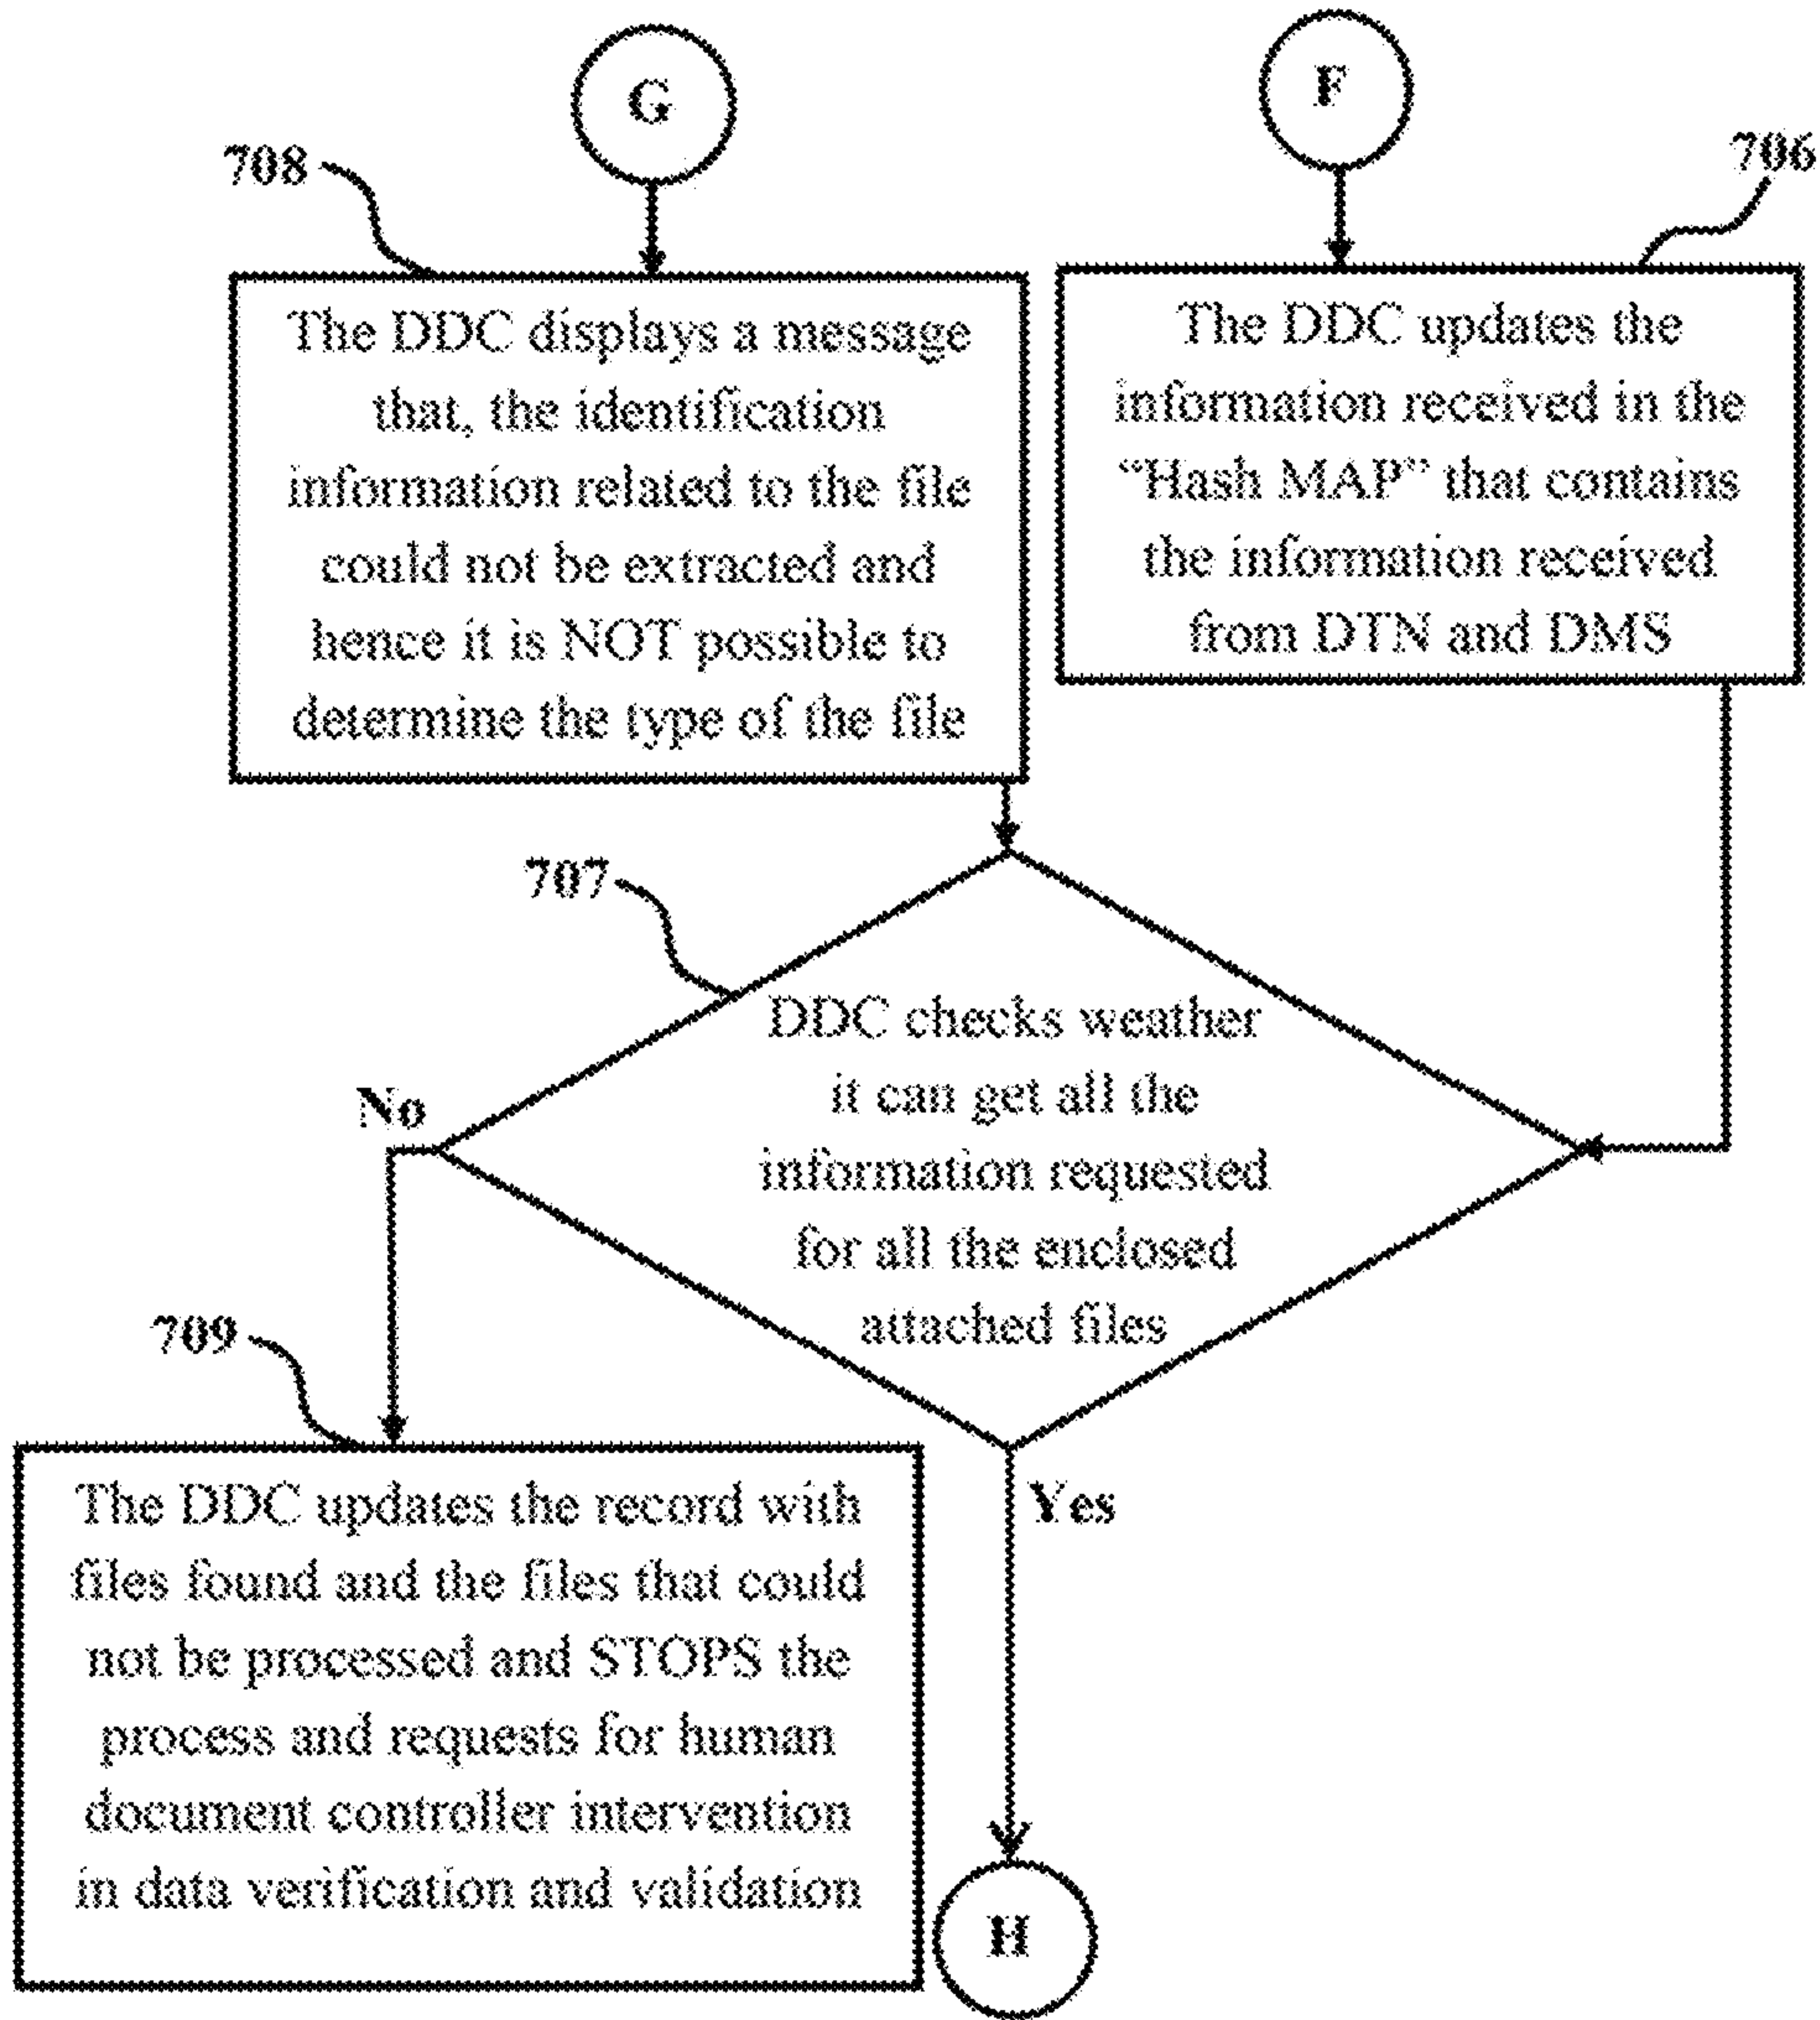 G
F
708
706
The DDC displays a message
that, the identification
information related to the file
could not be extracted and
hence it is NOT possible to
determine the type of the file
The DDC updates the
information received in the
“Hash MAP” that contains
the information received
from DTN and DMS
707
DDC checks weather
it can get all the
information requested
for all the enclosed
attached files
No
Yes
709
The DDC updates the record with
files found and the files that could
not be processed and STOPS the
process and requests for human
document controller intervention
in data verification and validation
H